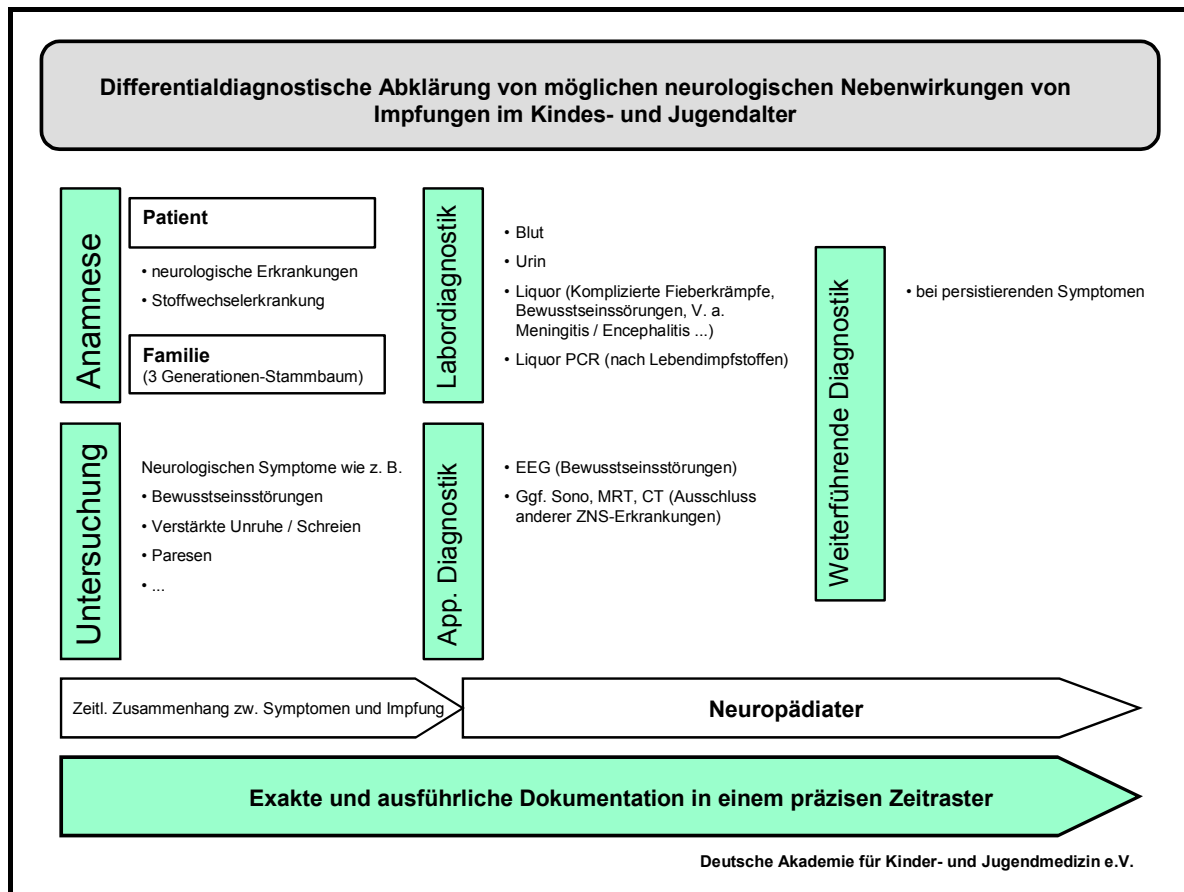 Differentialdiagnostische Abklärung von möglichen neurologischen Nebenwirkungen von
Impfungen im Kindes- und Jugendalter
Anamnese
Patient
• neurologische Erkrankungen
• Stoffwechselerkrankung
Familie
(3 Generationen-Stammbaum)
Untersuchung
Neurologischen Symptome wie z. B.
• Bewusstseinsstörungen
• Verstärkte Unruhe / Schreien
• Paresen
• ...
Labordiagnostik
• Blut
• Urin
• Liquor (Komplizierte Fieberkrämpfe,
Bewusstseinssörungen, V. a.
Meningitis / Encephalitis ...)
• Liquor PCR (nach Lebendimpfstoffen)
App. Diagnostik
• EEG (Bewusstseinsstörungen)
• Ggf. Sono, MRT, CT (Ausschluss
anderer ZNS-Erkrankungen)
Weiterführende Diagnostik
• bei persistierenden Symptomen
Zeitl. Zusammenhang zw. Symptomen und Impfung
Neuropädiater
Exakte und ausführliche Dokumentation in einem präzisen Zeitraster
Deutsche Akademie für Kinder- und Jugendmedizin e.V.